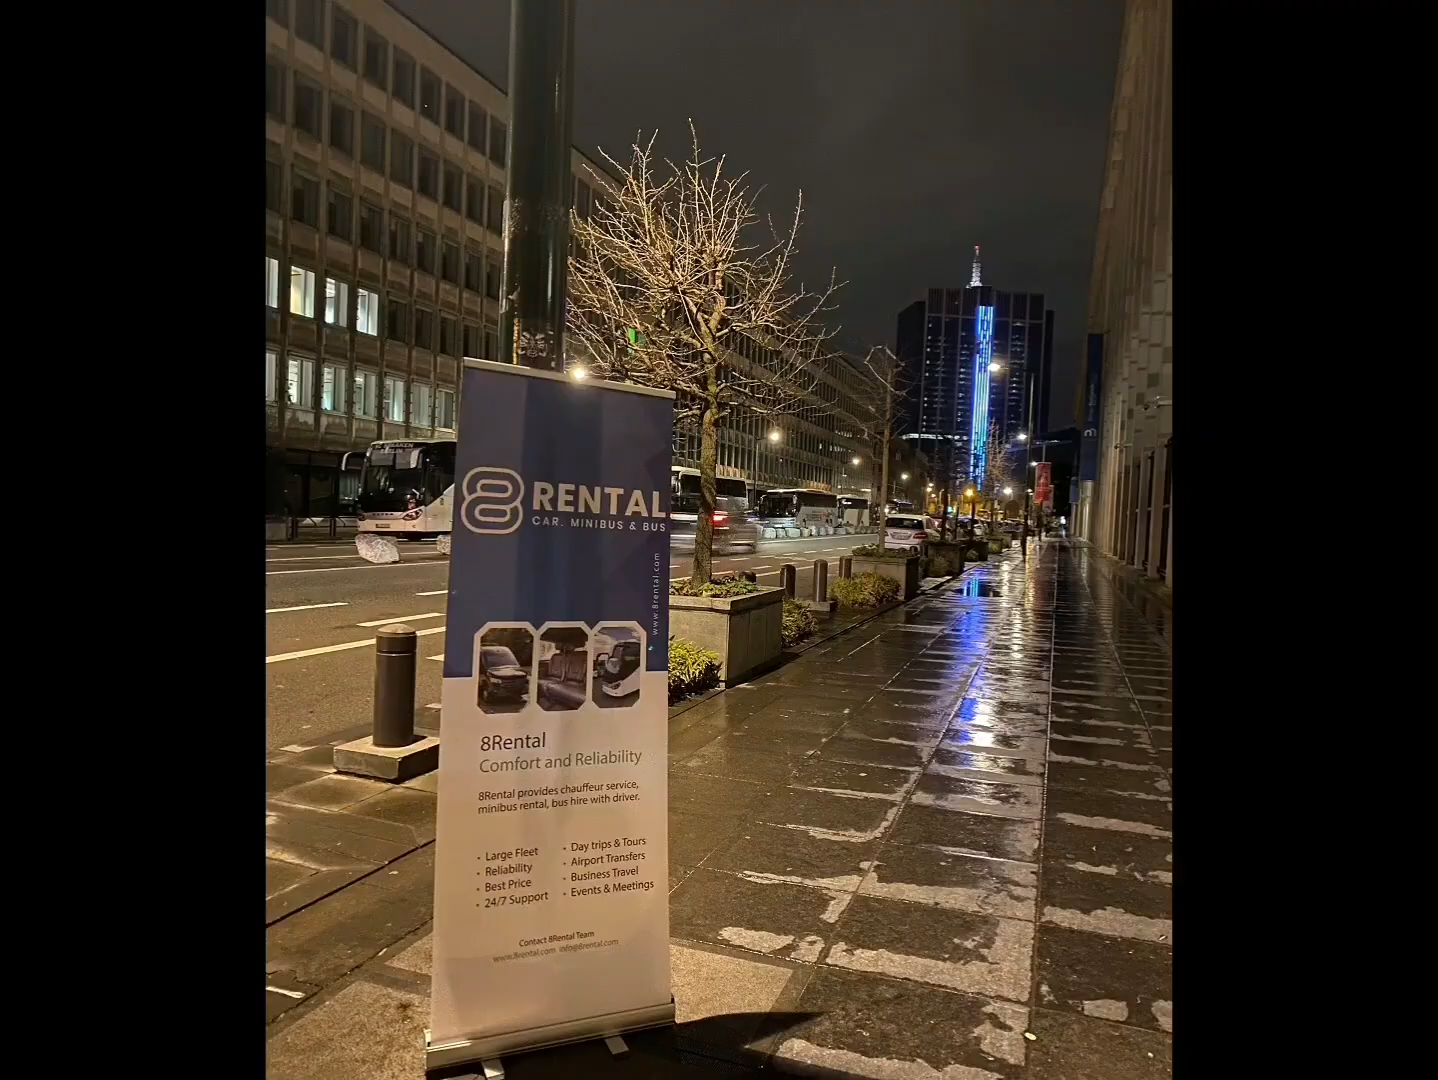 8 RENTAL
CAR. MINIBUS & BUS
www.8rental.com
8Rental
Comfort and Reliability
8Rental provides chauffeur service,
minibus rental, bus hire with driver.
• Large Fleet
• Reliability
• Best Price
• 24/7 Support
• Day trips & Tours
• Airport Transfers
• Business Travel
• Events & Meetings
Contact 8Rental Team
www.8rental.com info@8rental.com